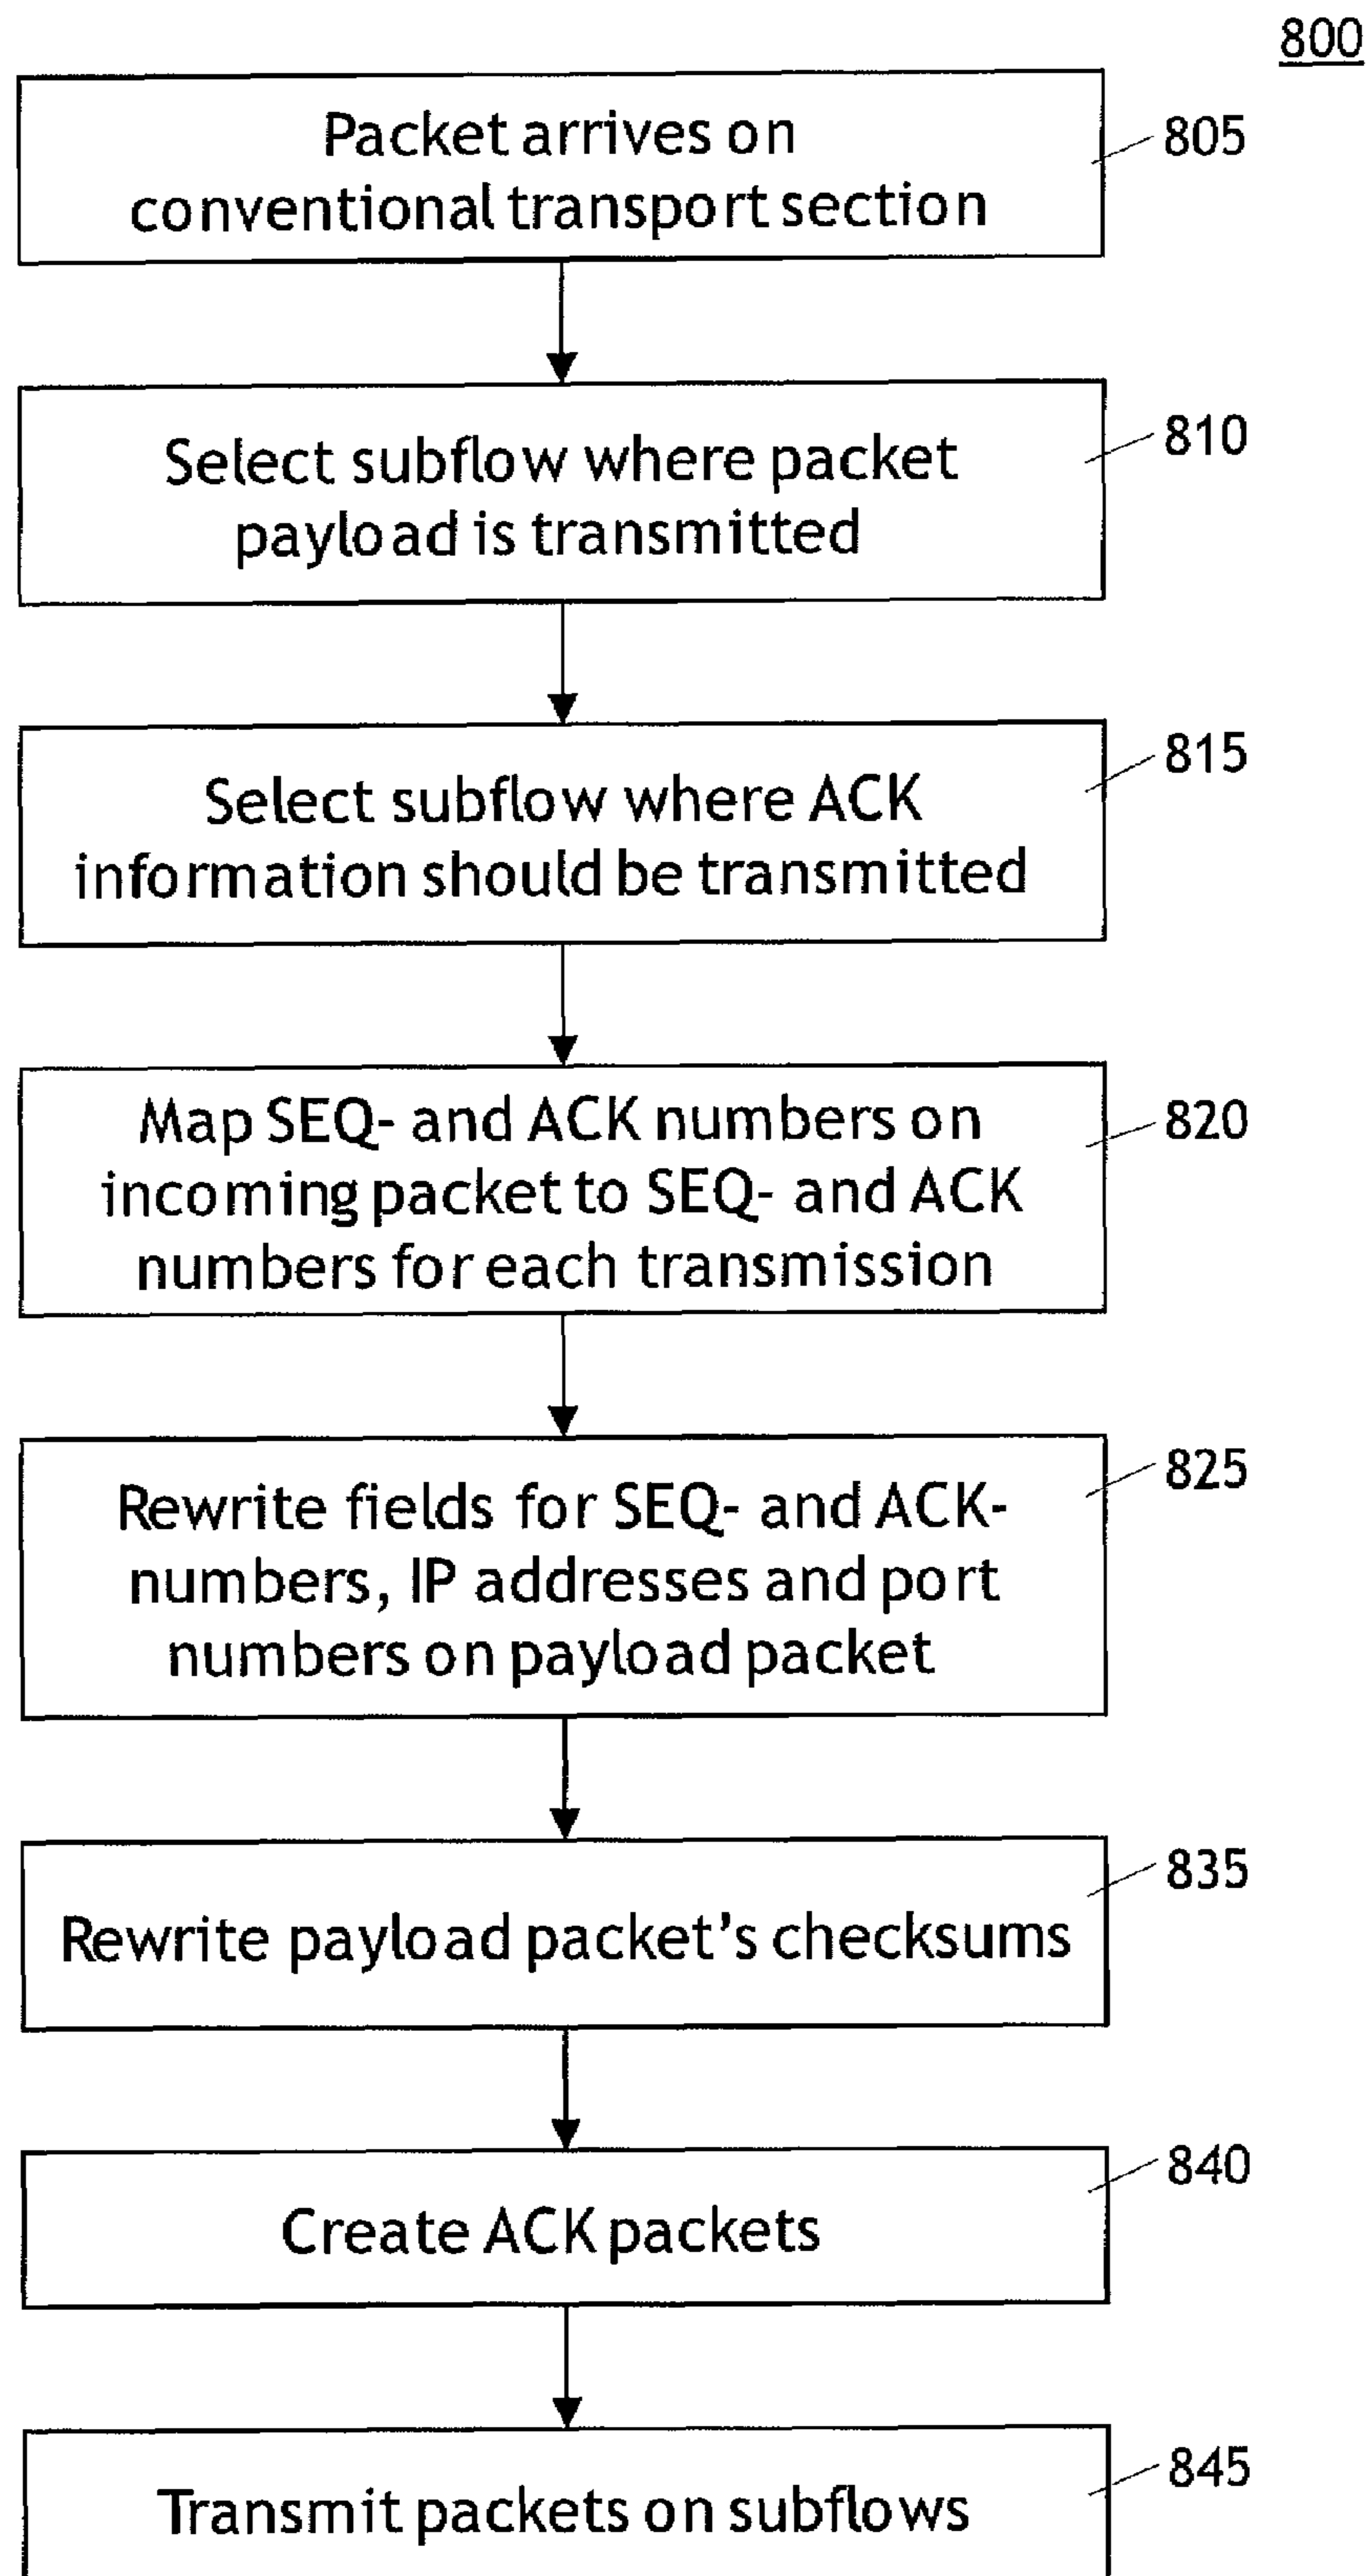 800
Packet arrives on
conventional transport section
805
Select subflow where packet
payload is transmitted
810
Select subflow where ACK
information should be transmitted
815
Map SEQ- and ACK numbers on
incoming packet to SEQ- and ACK
numbers for each transmission
820
Rewrite fields for SEQ- and ACK-
numbers, IP addresses and port
numbers on payload packet
825
Rewrite payload packet's checksums
835
Create ACK packets
840
Transmit packets on subflows
845